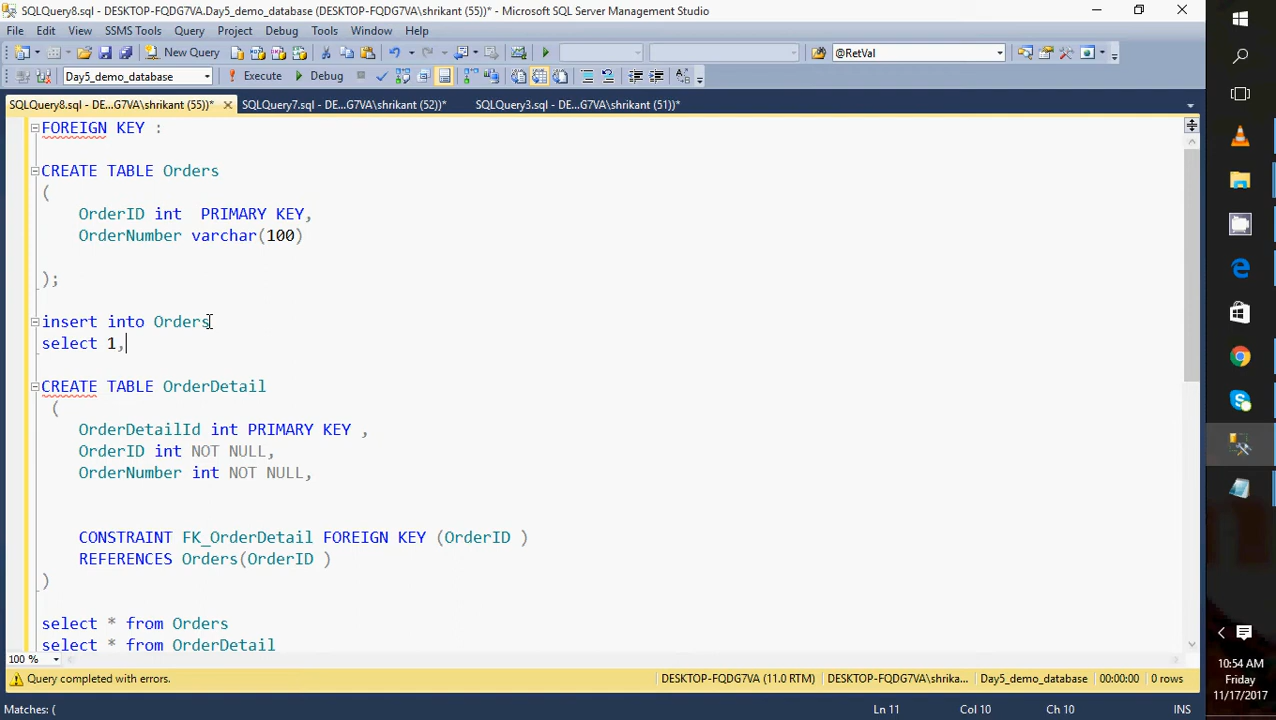 SQLQuery8.sql - DESKTOP-FQDG7VA.Day5_demo_database (DESKTOP-FQDG7VA\shrikant (55))* - Microsoft SQL Server Management Studio
File Edit View SSMS Tools Query Project Debug Tools Window Help
New Query @RetVal
Day5_demo_database Execute Debug
SQLQuery8.sql - DE...G7VA\shrikant (55))* SQLQuery7.sql - DE...G7VA\shrikant (52))* SQLQuery3.sql - DE...G7VA\shrikant (51))*
FOREIGN KEY :
CREATE TABLE Orders
(
OrderID int PRIMARY KEY,
OrderNumber varchar(100)
);
insert into Orders
select 1,
CREATE TABLE OrderDetail
(
OrderDetailId int PRIMARY KEY ,
OrderID int NOT NULL,
OrderNumber int NOT NULL,
CONSTRAINT FK_OrderDetail FOREIGN KEY (OrderID )
REFERENCES Orders(OrderID )
)
select * from Orders
select * from OrderDetail
100 %
Query completed with errors. DESKTOP-FQDG7VA (11.0 RTM) DESKTOP-FQDG7VA\shrika... Day5_demo_database 00:00:00 0 rows
Matches: ( Ln 11 Col 10 Ch 10 INS
10:54 AM
Friday
11/17/2017